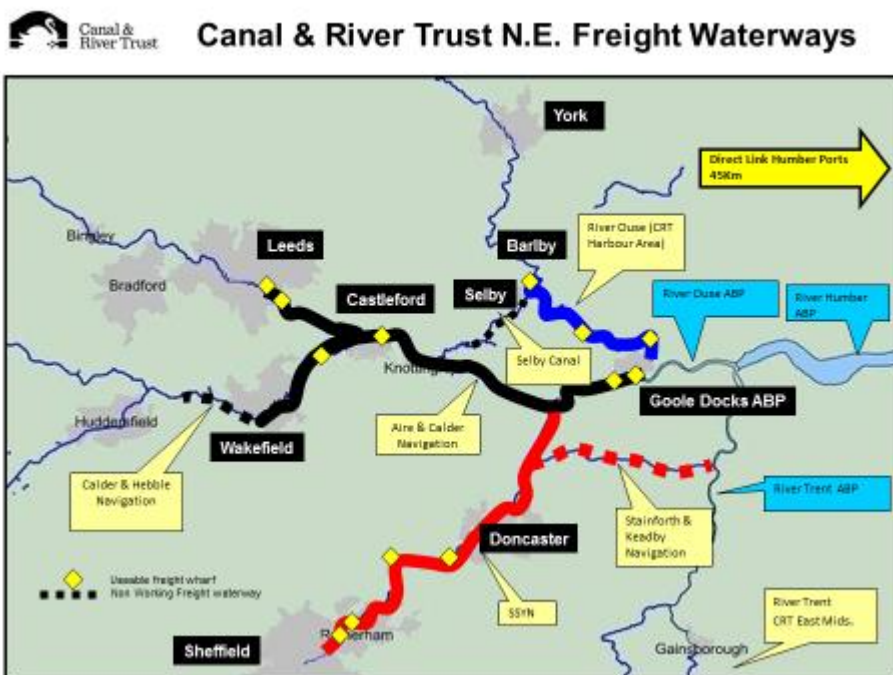 Canal &
River Trust
Canal & River Trust N.E. Freight Waterways
York
Direct Link Humber Ports
45Km
Bingley
Leeds
Barlby
River Ouse (CRT
Harbour Area)
Bradford
Castleford
Selby
River Ouse ABP
River Humber
ABP
Selby Canal
Goole Docks ABP
Huddersfield
Wakefield
Aire & Calder
Navigation
Calder & Hebble
Navigation
River Trent ABP
Stainforth &
Keadby
Navigation
Doncaster
Useable freight wharf
Non Working Freight waterway
SSYN
River Trent
CRT East Mids.
Sheffield
Gainsborough